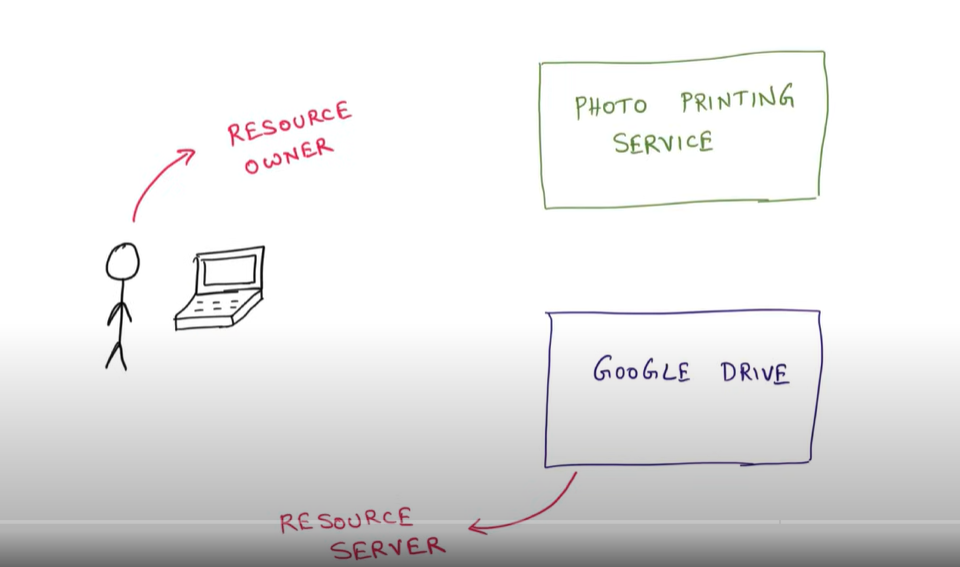 RESOURCE
OWNER
PHOTO PRINTING
SERVICE
GOOGLE DRIVE
RESOURCE
SERVER